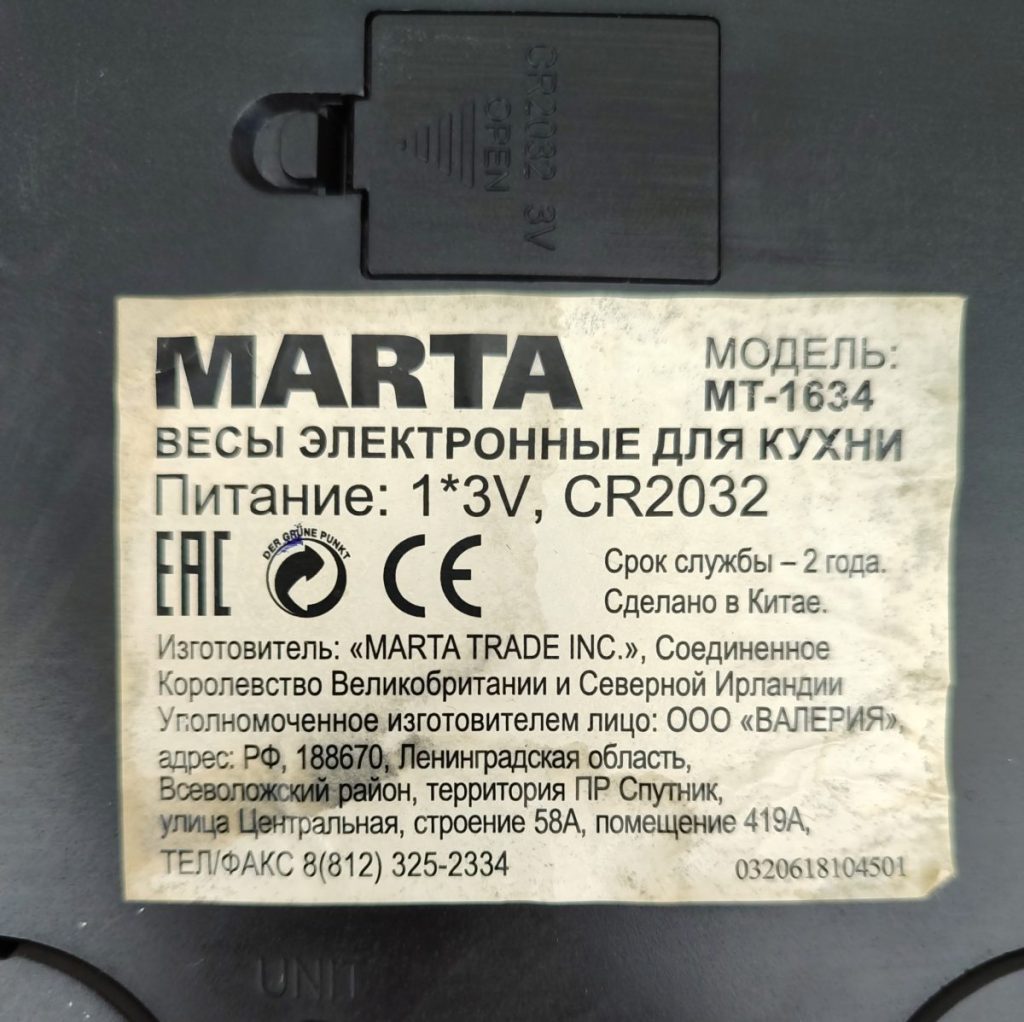 CR2032 3V
OPEN
MARTA
МОДЕЛЬ:
MT-1634
ВЕСЫ ЭЛЕКТРОННЫЕ ДЛЯ КУХНИ
Питание: 1*3V, CR2032
EAC
DER GRÜNE PUNKT
CE
Срок службы – 2 года.
Сделано в Китае.
Изготовитель: «MARTA TRADE INC.», Соединенное
Королевство Великобритании и Северной Ирландии
Уполномоченное изготовителем лицо: ООО «ВАЛЕРИЯ»,
адрес: РФ, 188670, Ленинградская область,
Всеволожский район, территория ПР Спутник,
улица Центральная, строение 58А, помещение 419А,
ТЕЛ/ФАКС 8(812) 325-2334
0320618104501
UNIT